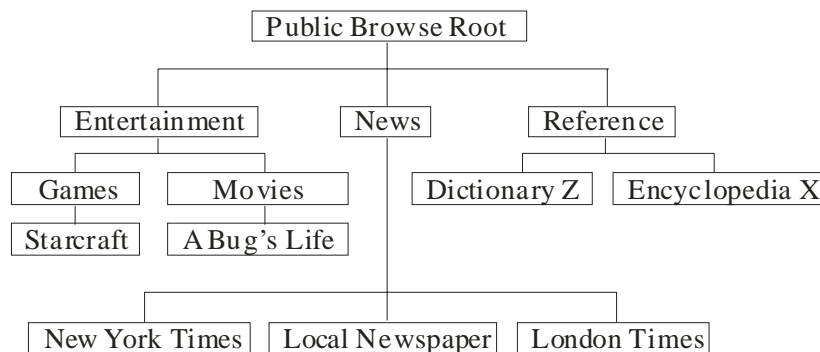 Public Browse Root
Entertainment News Reference
Games Movies Dictionary Z Encyclopedia X
Starcraft A Bug's Life
New York Times Local Newspaper London Times